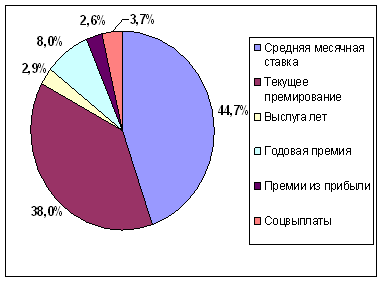 2,6%
3,7%
8,0%
2,9%
44,7%
38,0%
Средняя месячная
ставка
Текущее
премирование
Выслуга лет
Годовая премия
Премии из прибыли
Соцвыплаты